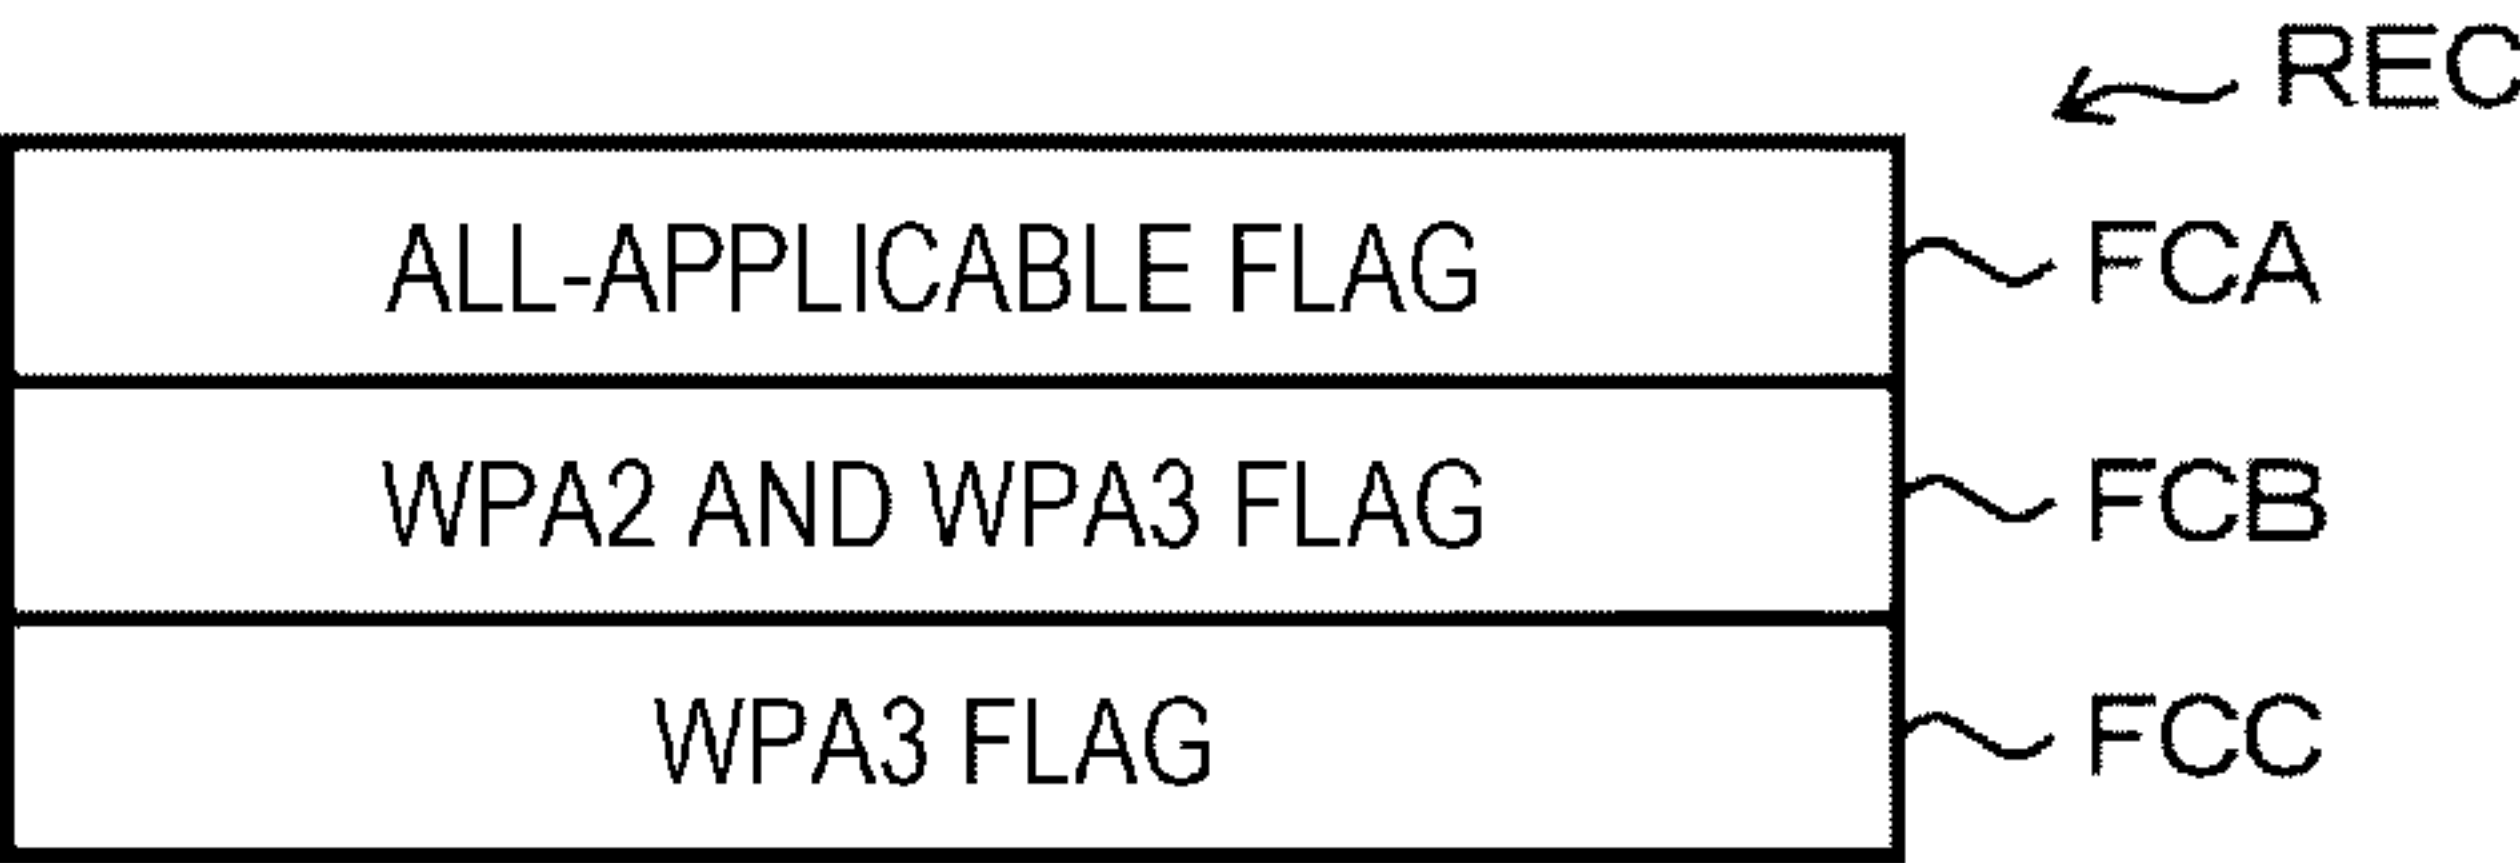 REC
ALL-APPLICABLE FLAG FCA
WPA2 AND WPA3 FLAG FCB
WPA3 FLAG FCC